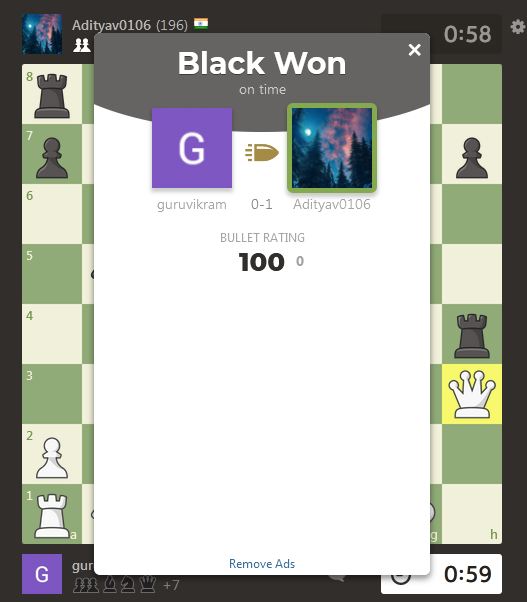 Adityav0106 (196)
0:58
×
Black Won
on time
G
guruvikram
0-1
Adityav0106
BULLET RATING
100 0
8
7
6
5
4
3
2
1
a
g
h
Remove Ads
G
gur
+7
0:59